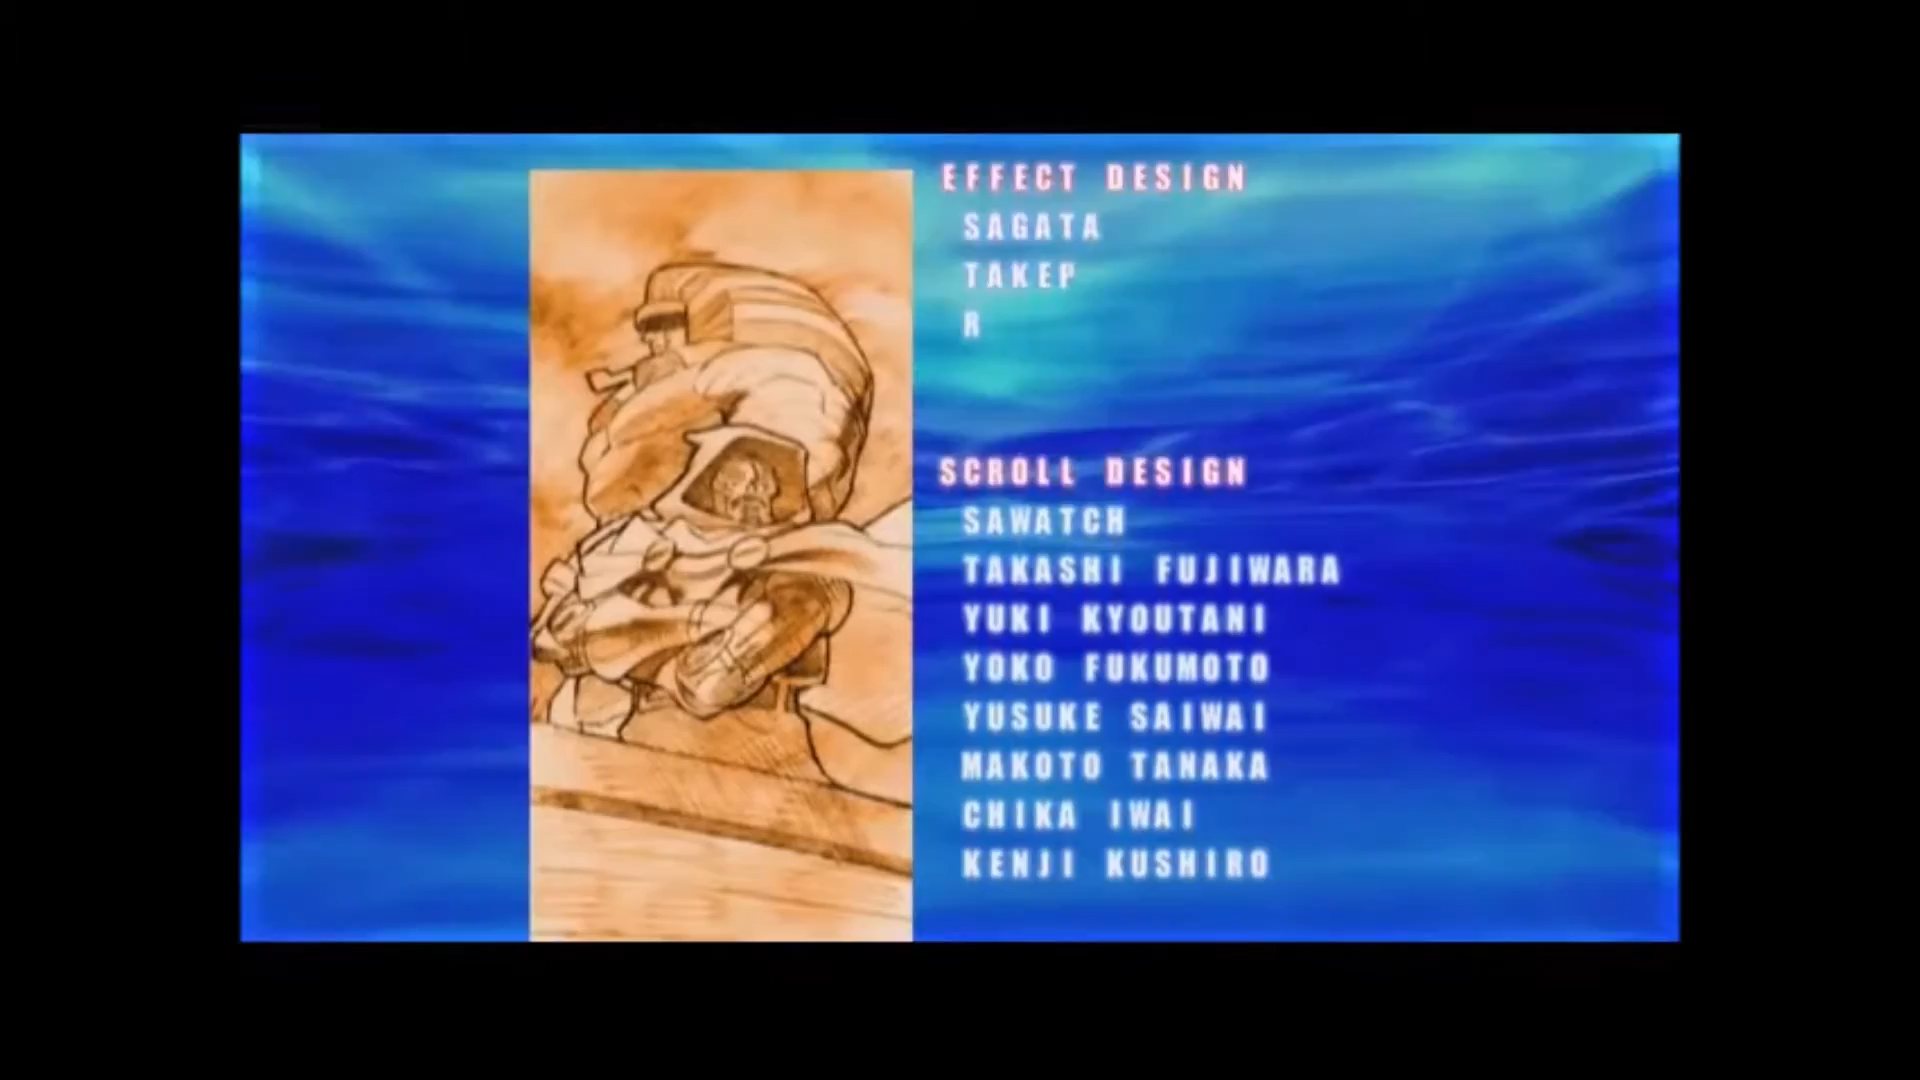 EFFECT DESIGN
SAGATA
TAKEP
R
SCROLL DESIGN
SAWATCH
TAKASHI FUJIWARA
YUKI KYOUTANI
YOKO FUKUMOTO
YUSUKE SAIWAI
MAKOTO TANAKA
CHIKA IWAI
KENJI KUSHIRO